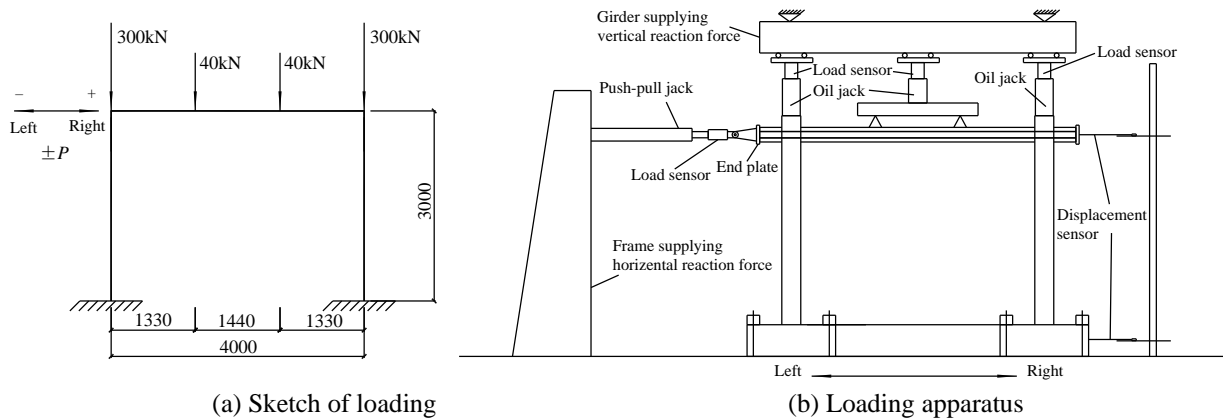 300kN
300kN
40kN
40kN
−
+
Left
Right
±P
3000
1330
1440
1330
4000
(a) Sketch of loading
Girder supplying
vertical reaction force
Load sensor
Load sensor
Oil jack
Oil jack
Push-pull jack
End plate
Load sensor
Displacement
sensor
Frame supplying
horizental reaction force
Left
Right
(b) Loading apparatus